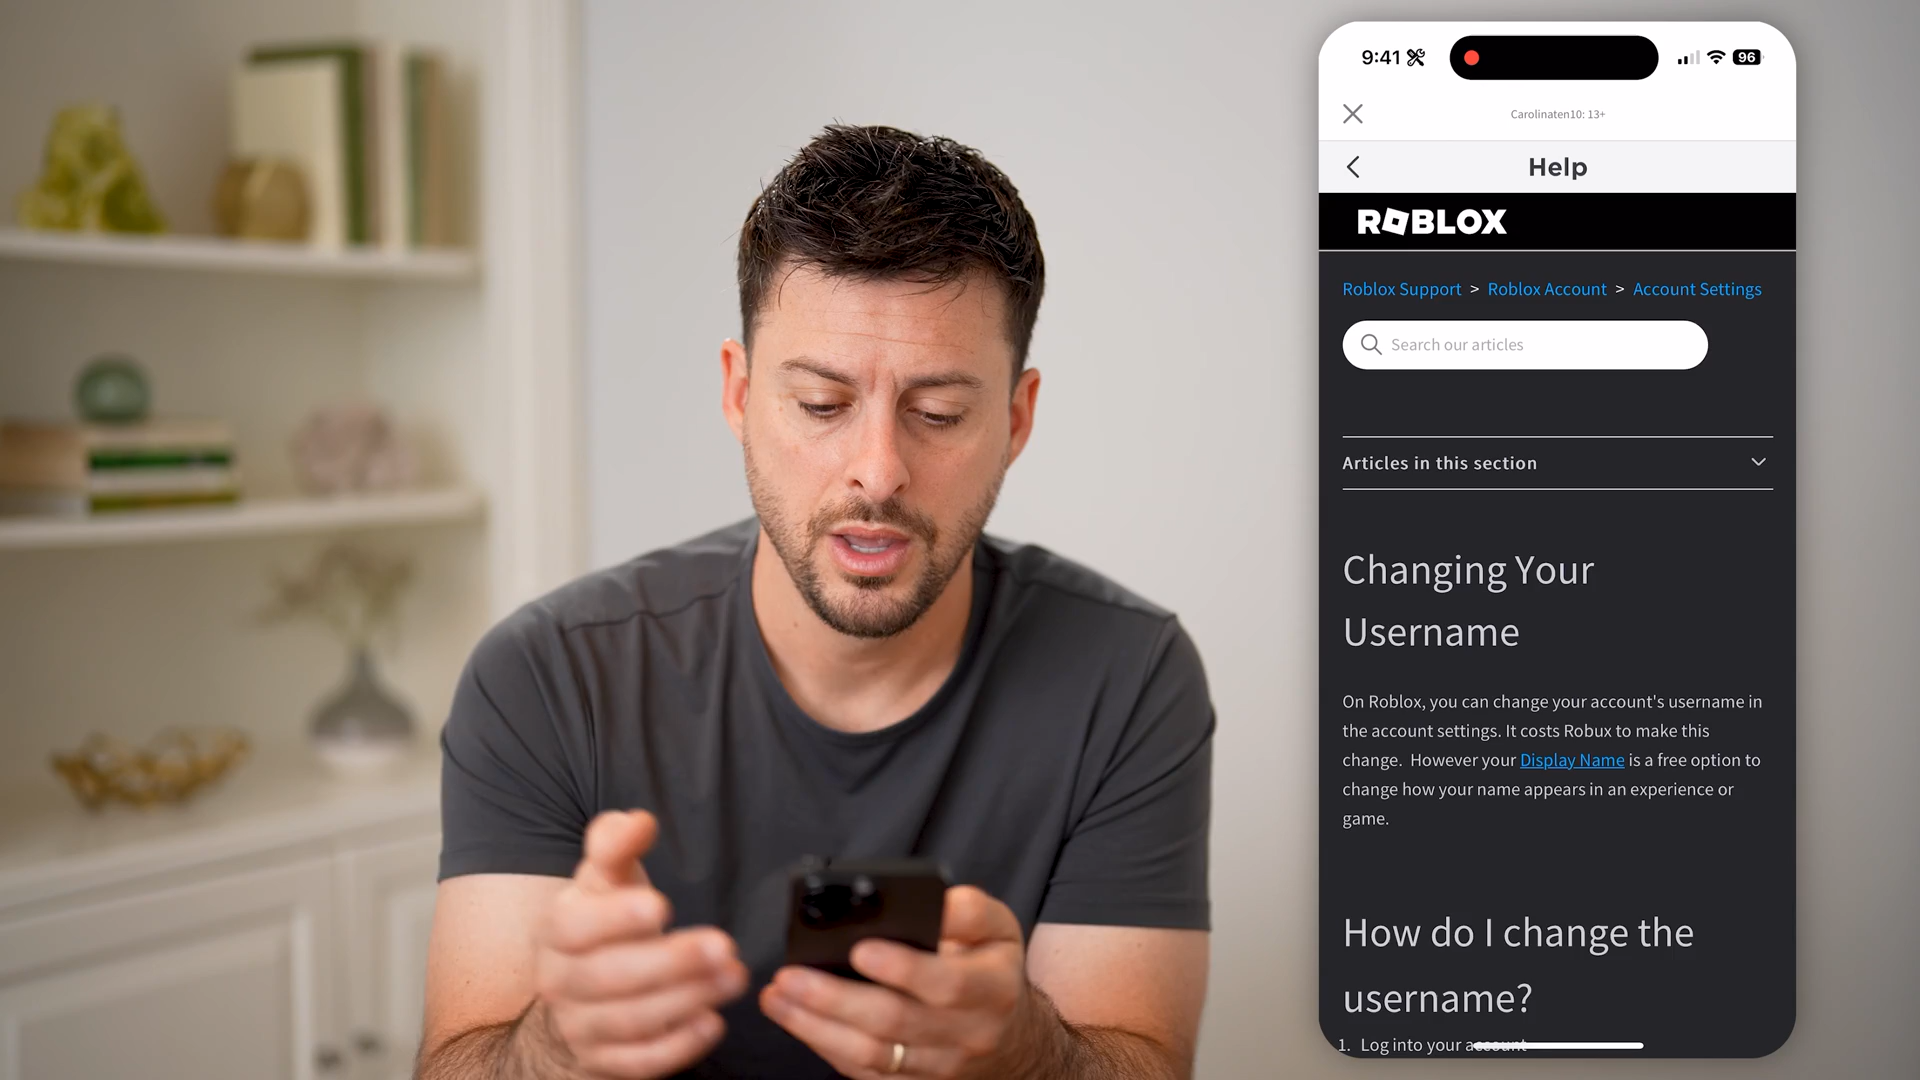 9:41
96
Carolinaten10: 13+
Help
ROBLOX
Roblox Support > Roblox Account > Account Settings
Search our articles
Articles in this section
Changing Your
Username
On Roblox, you can change your account's username in
the account settings. It costs Robux to make this
change. However your Display Name is a free option to
change how your name appears in an experience or
game.
How do I change the
username?
1. Log into your account